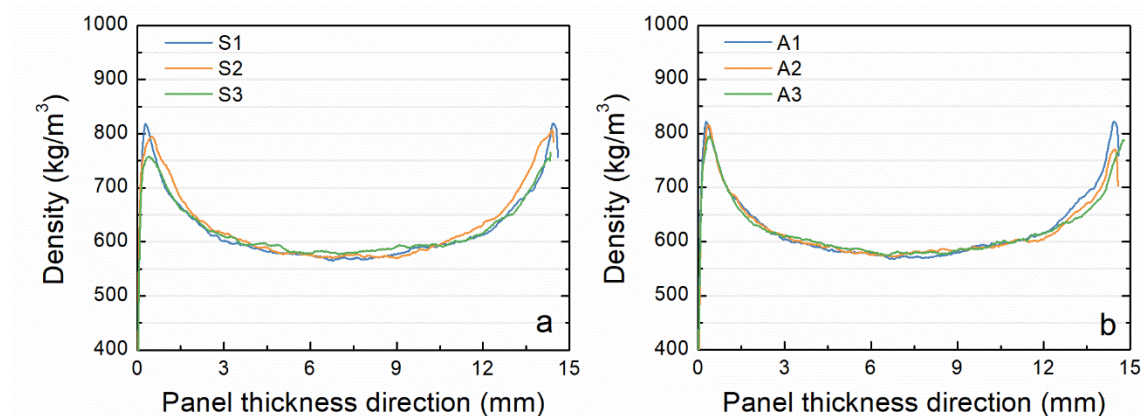 1000
900
800
700
600
500
400
Density (kg/m³)
S1
S2
S3
a
0 3 6 9 12 15
Panel thickness direction (mm)
1000
900
800
700
600
500
400
Density (kg/m³)
A1
A2
A3
b
0 3 6 9 12 15
Panel thickness direction (mm)